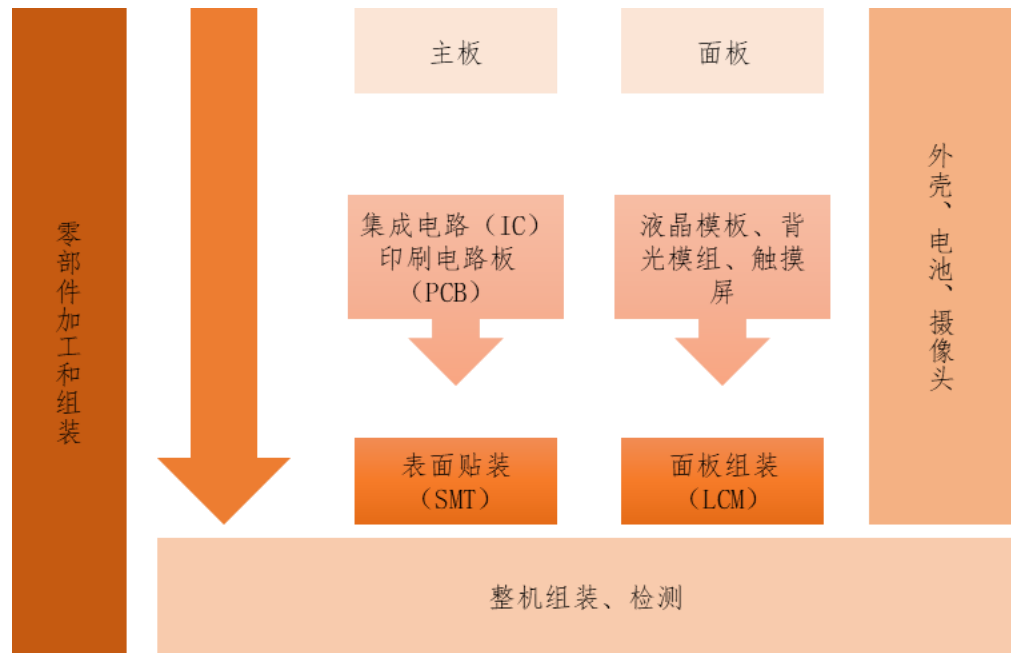 零部件加工和组装
主板
面板
集成电路（IC）
印刷电路板
（PCB）
液晶模板、背
光模组、触摸
屏
表面贴装
（SMT）
面板组装
（LCM）
外壳、电池、摄像头
整机组装、检测